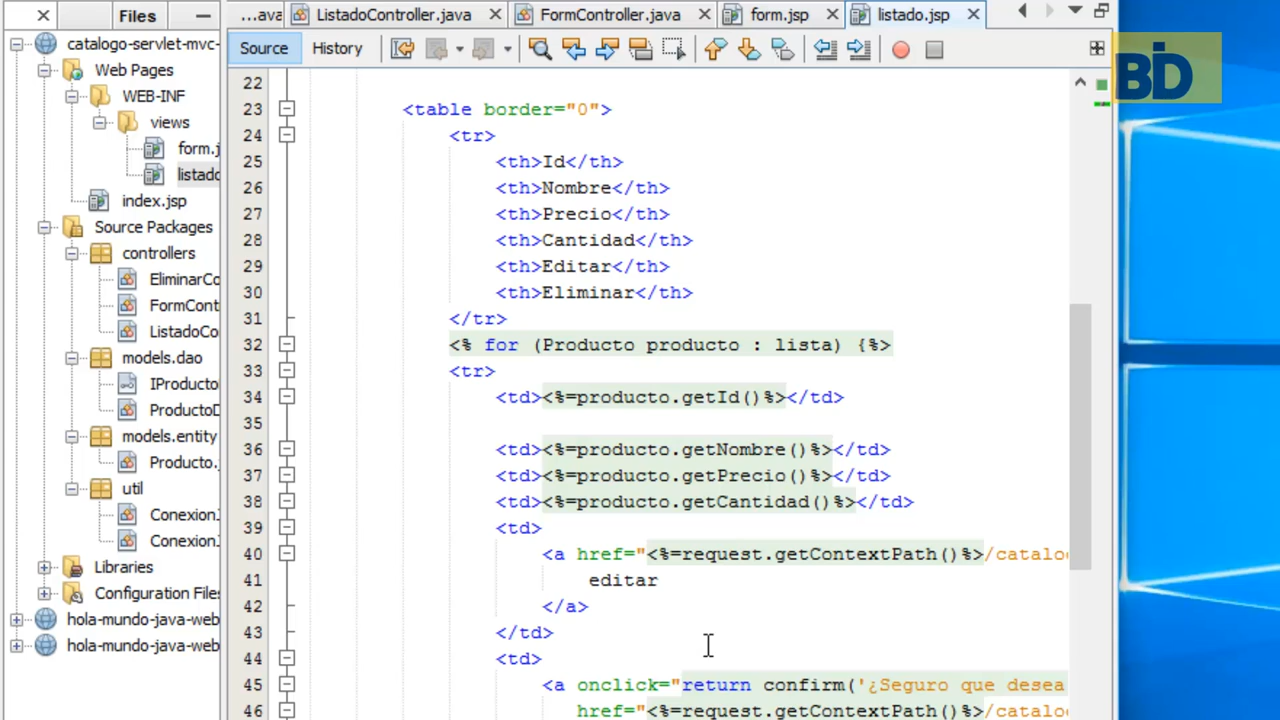 Files
...ava
ListadoController.java
FormController.java
form.jsp
listado.jsp
Source
History
BID
catalogo-servlet-mvc-
Web Pages
WEB-INF
views
form.j
listado
index.jsp
Source Packages
controllers
EliminarCo
FormCont
ListadoCo
models.dao
IProducto
ProductoD
models.entity
Producto.
util
ConexionJ
ConexionJ
Libraries
Configuration Files
hola-mundo-java-web
hola-mundo-java-web
22
23 <table border="0">
24 <tr>
25 <th>Id</th>
26 <th>Nombre</th>
27 <th>Precio</th>
28 <th>Cantidad</th>
29 <th>Editar</th>
30 <th>Eliminar</th>
31 </tr>
32 <% for (Producto producto : lista) {%>
33 <tr>
34 <td><%=producto.getId()%></td>
35
36 <td><%=producto.getNombre()%></td>
37 <td><%=producto.getPrecio()%></td>
38 <td><%=producto.getCantidad()%></td>
39 <td>
40 <a href="<%=request.getContextPath()%>/catalo
41 editar
42 </a>
43 </td>
44 <td>
45 <a onclick="return confirm('¿Seguro que desea
46 href="<%=request.getContextPath()%>/catalo